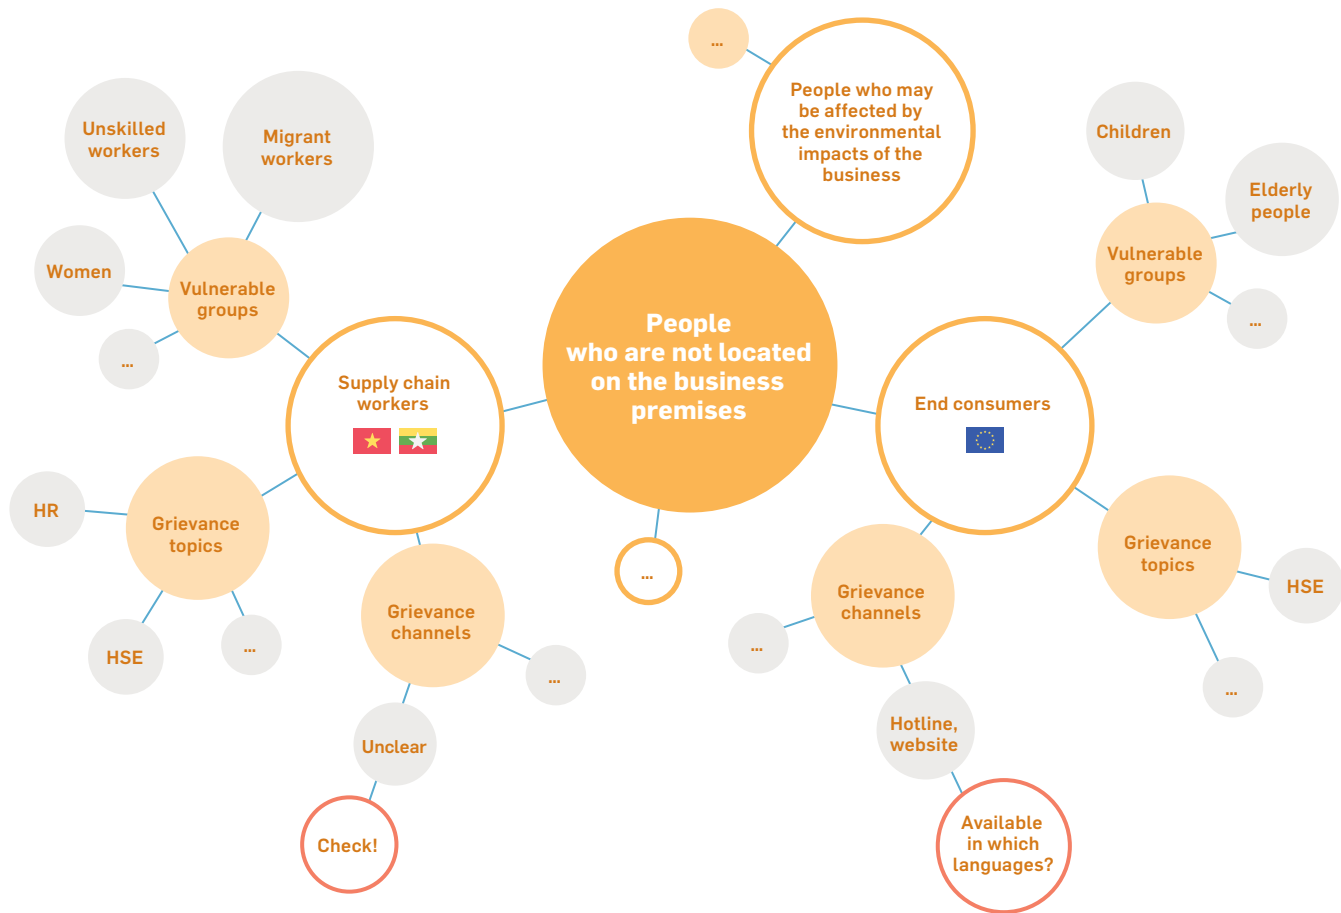 People
who are not located
on the business
premises
...
People who may
be affected by
the environmental
impacts of the
business
...
Supply chain
workers
Vulnerable
groups
Unskilled
workers
Migrant
workers
Women
...
Grievance
topics
HR
HSE
...
Grievance
channels
Unclear
Check!
...
End consumers
Vulnerable
groups
Children
Elderly
people
...
Grievance
channels
...
Hotline,
website
Available
in which
languages?
Grievance
topics
HSE
...